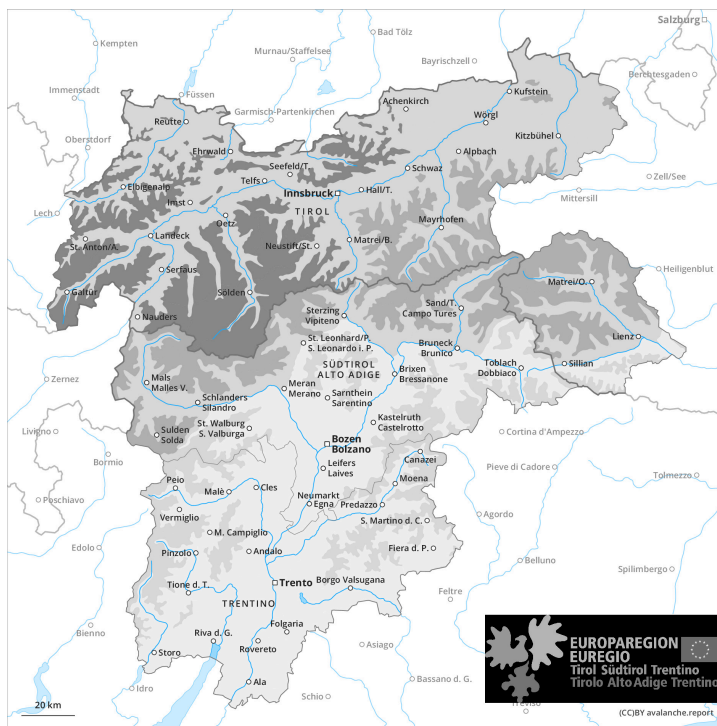 Salzburg
Kempten
Bad Tölz
Murnau/Staffelsee
Bayrischzell
Berchtesgaden
Immenstadt
Füssen
Garmisch-Partenkirchen
Achenkirch
Kufstein
Reutte
Wörgl
Oberstdorf
Ehrwald
Kitzbühel
Alpbach
Seefeld/T.
Schwaz
Zell/See
Elbigenalp
Telfs
Innsbruck
Hall/T.
Mittersill
Imst
Lech
TIROL
Oetz
Mayrhofen
St. Anton/A.
Landeck
Neustift/St.
Matrei/B.
Serfaus
Heiligenblut
Galtür
Sölden
Matrei/O.
Nauders
Sterzing
Vipiteno
Sand/T.
Campo Tures
Lienz
St. Leonhard/P.
S. Leonardo i. P.
Bruneck
Brunico
Toblach
Dobbiaco
Sillian
SÜDTIROL
ALTO ADIGE
Brixen
Bressanone
Zernez
Mals
Malles V.
Meran
Merano
Schlanders
Silandro
Sarnthein
Sarentino
St. Walburg
S. Valburga
Kastelruth
Castelrotto
Livigno
Sulden
Solda
Bozen
Bolzano
Cortina d'Ampezzo
Bormio
Canazei
Leifers
Laives
Pieve di Cadore
Tolmezzo
Peio
Malè
Cles
Moena
Poschiavo
Neumarkt
Egna
Predazzo
Vermiglio
Agordo
S. Martino d. C.
M. Campiglio
Edolo
Pinzolo
Andalo
Fiera d. P.
Belluno
Spilimbergo
Tione d. T.
Trento
Borgo Valsugana
Feltre
TRENTINO
Bienno
Folgaria
Riva d. G.
Rovereto
Asiago
Storo
Idro
Ala
Schio
Bassano d. G.
EUROPAREGION
EUREGIO
Tirol Südtirol Trentino
Tirolo Alto Adige Trentino
Treviso
20 km
(CC)BY avalanche.report